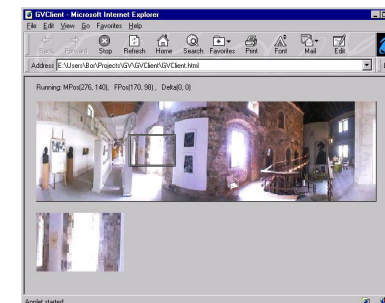 GVClient - Microsoft Internet Explorer
File Edit View Go Favorites Help
Back Forward Stop Refresh Home Search Favorites Print Font Mail Edit
Address E:\Users\Bor\Projects\GV\GVClient\GVClient.html
Running: MPos(276, 140), FPos(170, 98), Delta(0, 0)
Applet started